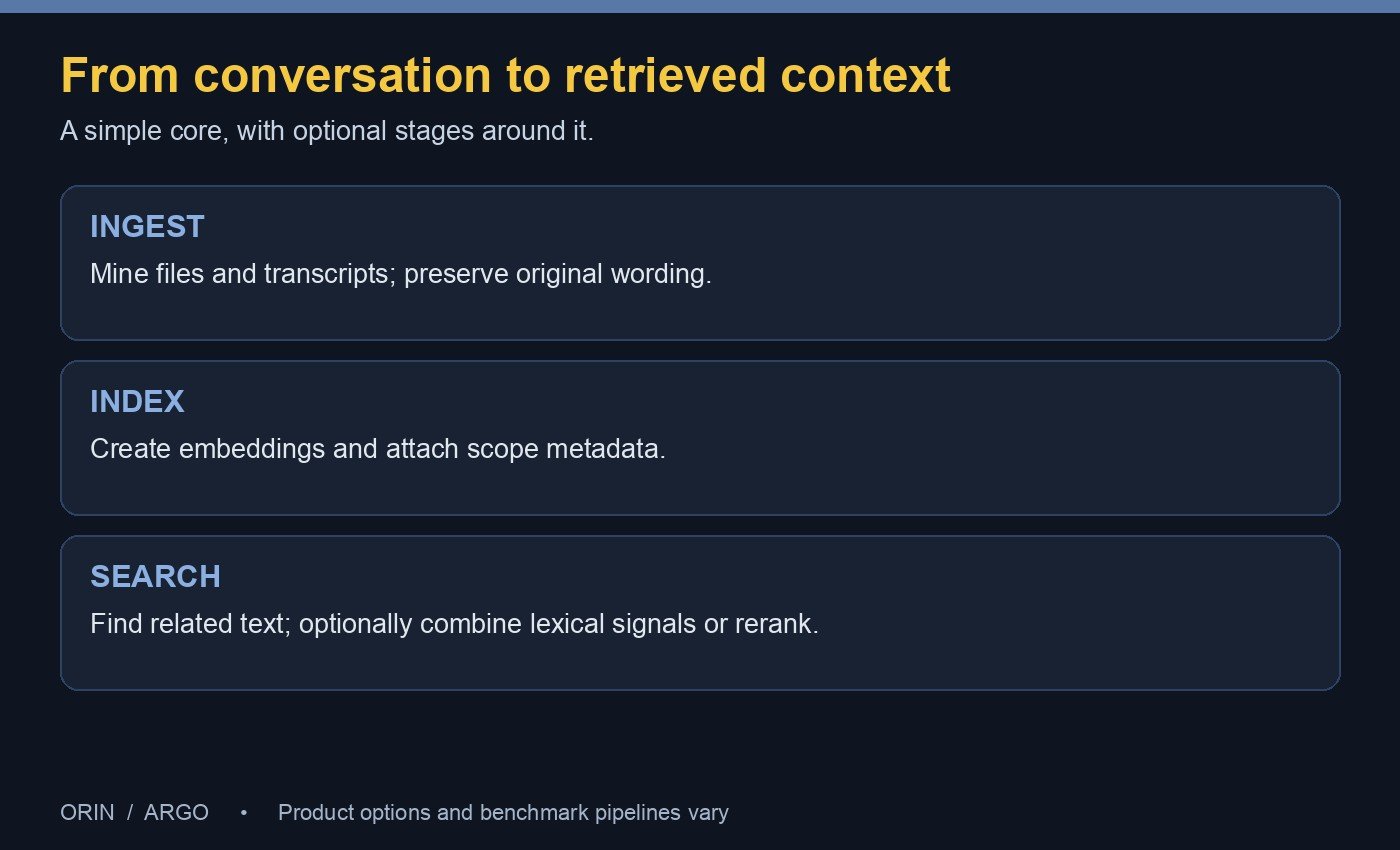 From conversation to retrieved context
A simple core, with optional stages around it.
INGEST
Mine files and transcripts; preserve original wording.
INDEX
Create embeddings and attach scope metadata.
SEARCH
Find related text; optionally combine lexical signals or rerank.
ORIN / ARGO • Product options and benchmark pipelines vary